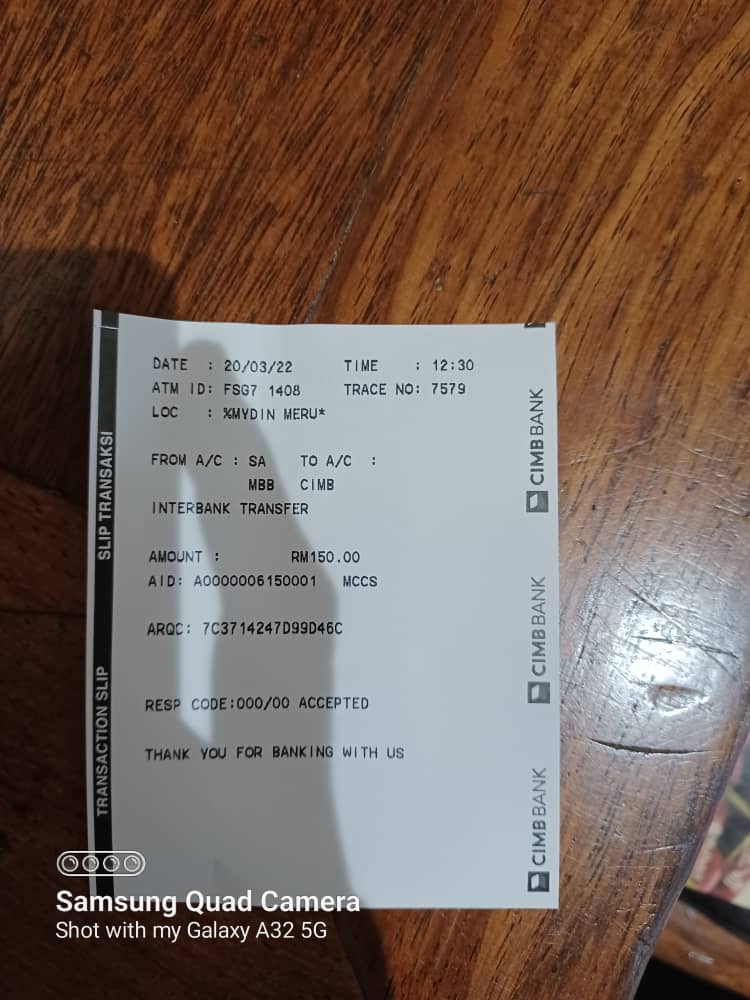 DATE : 20/03/22 TIME : 12:30
ATM ID: FSG7 1408 TRACE NO: 7579
LOC : %MYDIN MERU*
FROM A/C : SA TO A/C :
MBB CIMB
INTERBANK TRANSFER
AMOUNT : RM150.00
AID: A0000006150001 MCCS
ARQC: 7C3714247D99D46C
RESP CODE:000/00 ACCEPTED
THANK YOU FOR BANKING WITH US
SLIP TRANSAKSI
TRANSACTION SLIP
CIMB BANK
CIMB BANK
CIMB BANK
Samsung Quad Camera
Shot with my Galaxy A32 5G